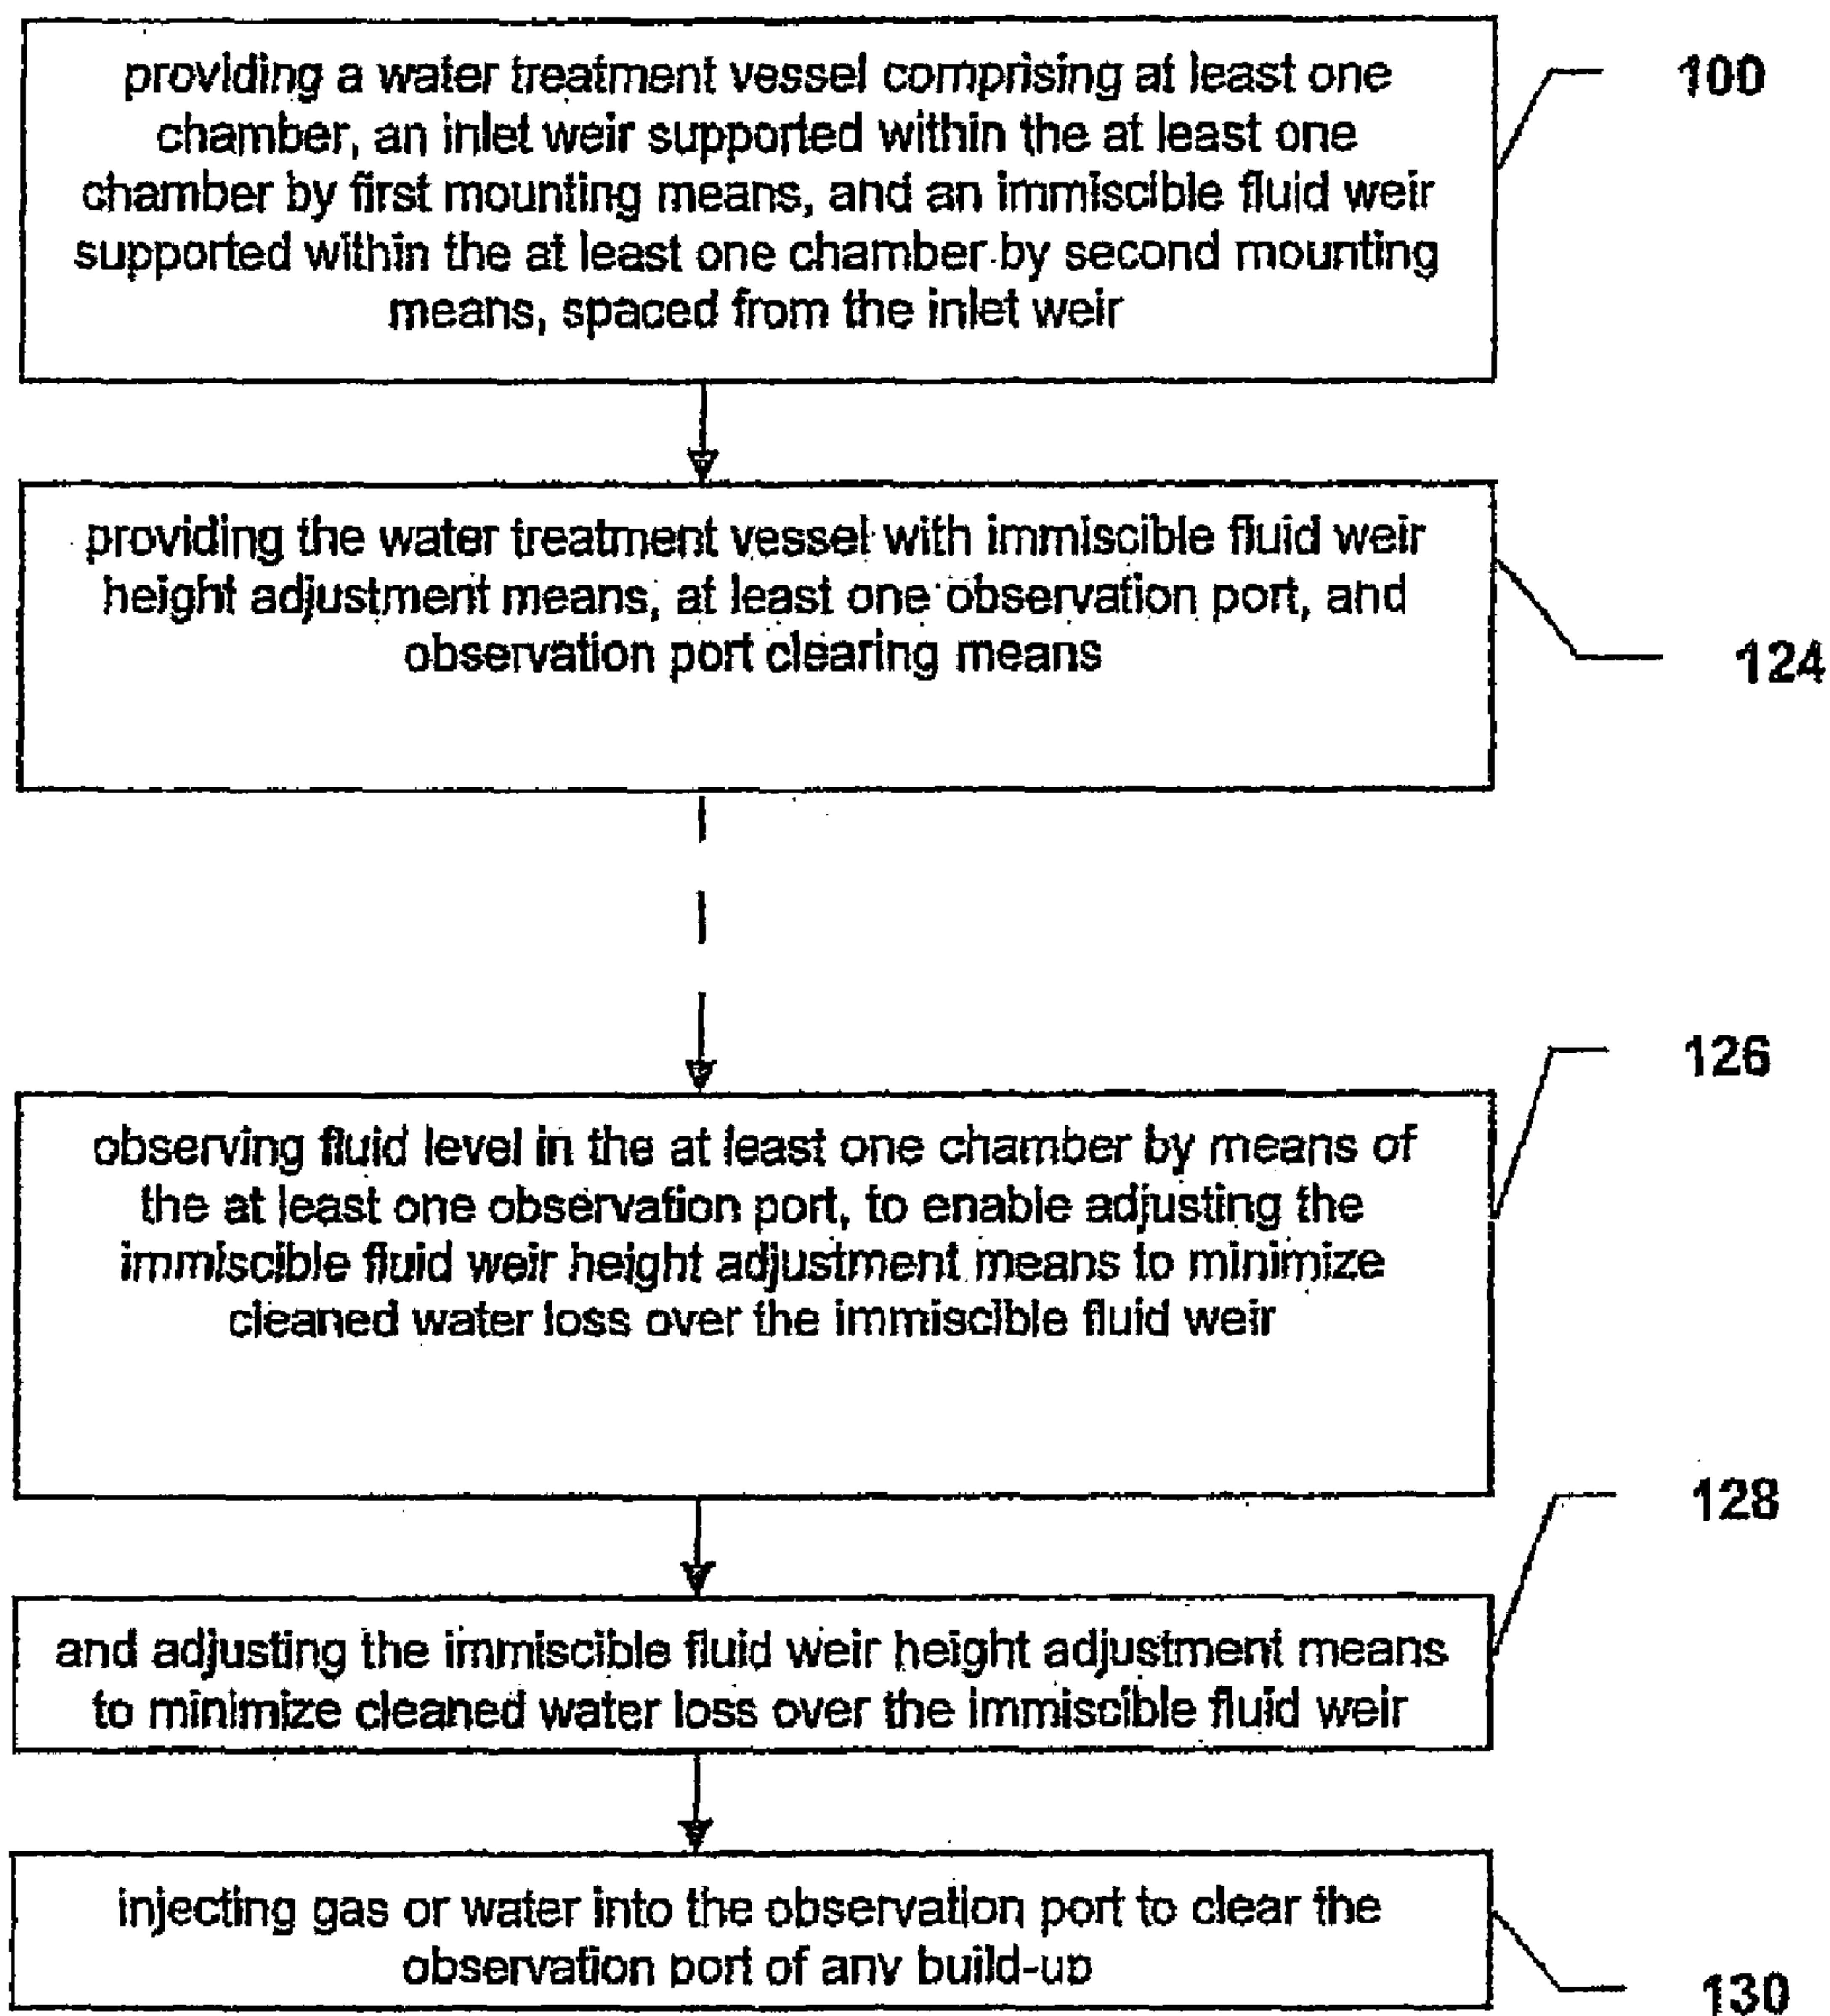 providing a water treatment vessel comprising at least one
chamber, an inlet weir supported within the at least one
chamber by first mounting means, and an immiscible fluid weir
supported within the at least one chamber by second mounting
means, spaced from the inlet weir
100
providing the water treatment vessel with immiscible fluid weir
height adjustment means, at least one observation port, and
observation port clearing means
124
observing fluid level in the at least one chamber by means of
the at least one observation port, to enable adjusting the
immiscible fluid weir height adjustment means to minimize
cleaned water loss over the immiscible fluid weir
126
and adjusting the immiscible fluid weir height adjustment means
to minimize cleaned water loss over the immiscible fluid weir
128
injecting gas or water into the observation port to clear the
observation port of any build-up
130